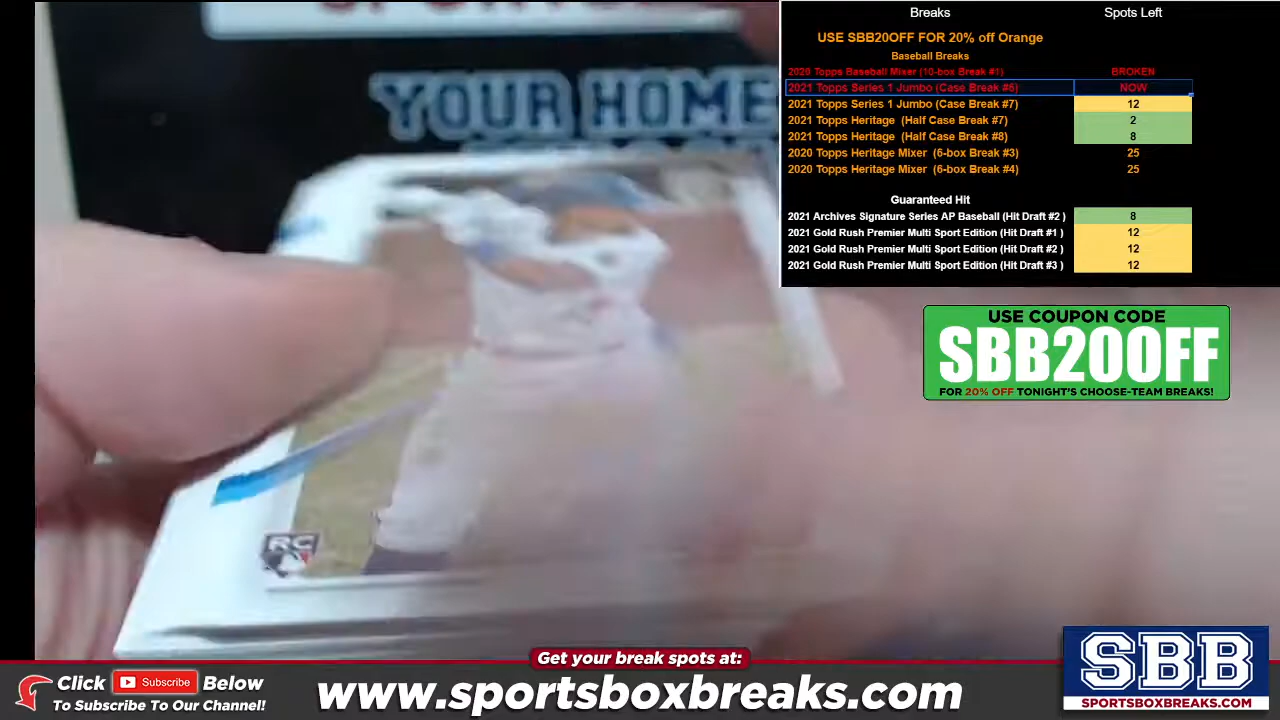 Breaks Spots Left
USE SBB20OFF FOR 20% off Orange
Baseball Breaks
2020 Topps Baseball Mixer (10-box Break #1) BROKEN
2021 Topps Series 1 Jumbo (Case Break #6) NOW
2021 Topps Series 1 Jumbo (Case Break #7) 12
2021 Topps Heritage (Half Case Break #7) 2
2021 Topps Heritage (Half Case Break #8) 8
2020 Topps Heritage Mixer (6-box Break #3) 25
2020 Topps Heritage Mixer (6-box Break #4) 25
Guaranteed Hit
2021 Archives Signature Series AP Baseball (Hit Draft #2 ) 8
2021 Gold Rush Premier Multi Sport Edition (Hit Draft #1 ) 12
2021 Gold Rush Premier Multi Sport Edition (Hit Draft #2 ) 12
2021 Gold Rush Premier Multi Sport Edition (Hit Draft #3 ) 12
YOUR HOME
USE COUPON CODE
SBB20OFF
FOR 20% OFF TONIGHT'S CHOOSE-TEAM BREAKS!
RC
Get your break spots at:
Click Subscribe Below
To Subscribe To Our Channel!
www.sportsboxbreaks.com
SBB
SPORTSBOXBREAKS.COM